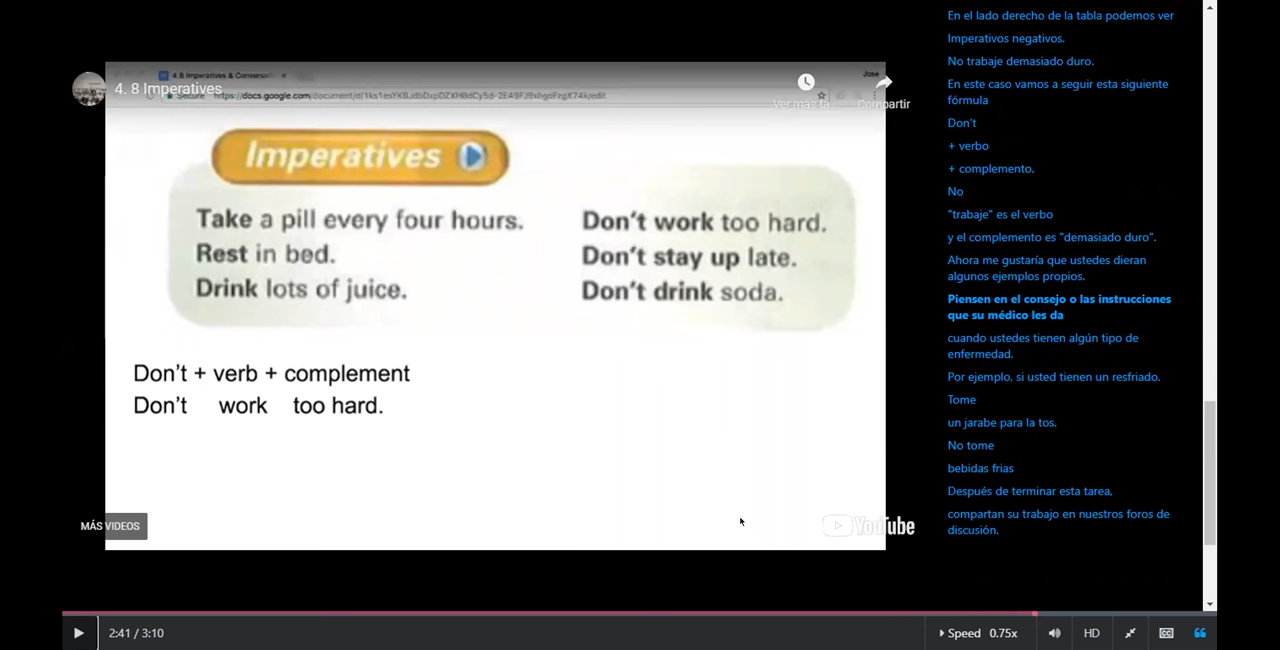 4.8 Imperatives & Conversati
Jose
Secure
4. 8 Imperatives
Compartir
Imperatives
Take a pill every four hours.
Rest in bed.
Drink lots of juice.
Don't work too hard.
Don't stay up late.
Don't drink soda.
Don't + verb + complement
Don't work too hard.
MÁS VIDEOS
YouTube
En el lado derecho de la tabla podemos ver
Imperativos negativos.
No trabaje demasiado duro.
En este caso vamos a seguir esta siguiente
fórmula
Don't
+ verbo
+ complemento.
No
"trabaje" es el verbo
y el complemento es "demasiado duro".
Ahora me gustaría que ustedes dieran
algunos ejemplos propios.
Piensen en el consejo o las instrucciones
que su médico les da
cuando ustedes tienen algún tipo de
enfermedad.
Por ejemplo, si usted tienen un resfriado.
Tome
un jarabe para la tos.
No tome
bebidas frias
Después de terminar esta tarea,
compartan su trabajo en nuestros foros de
discusión.
2:41 / 3:10
Speed 0.75x
HD
CC